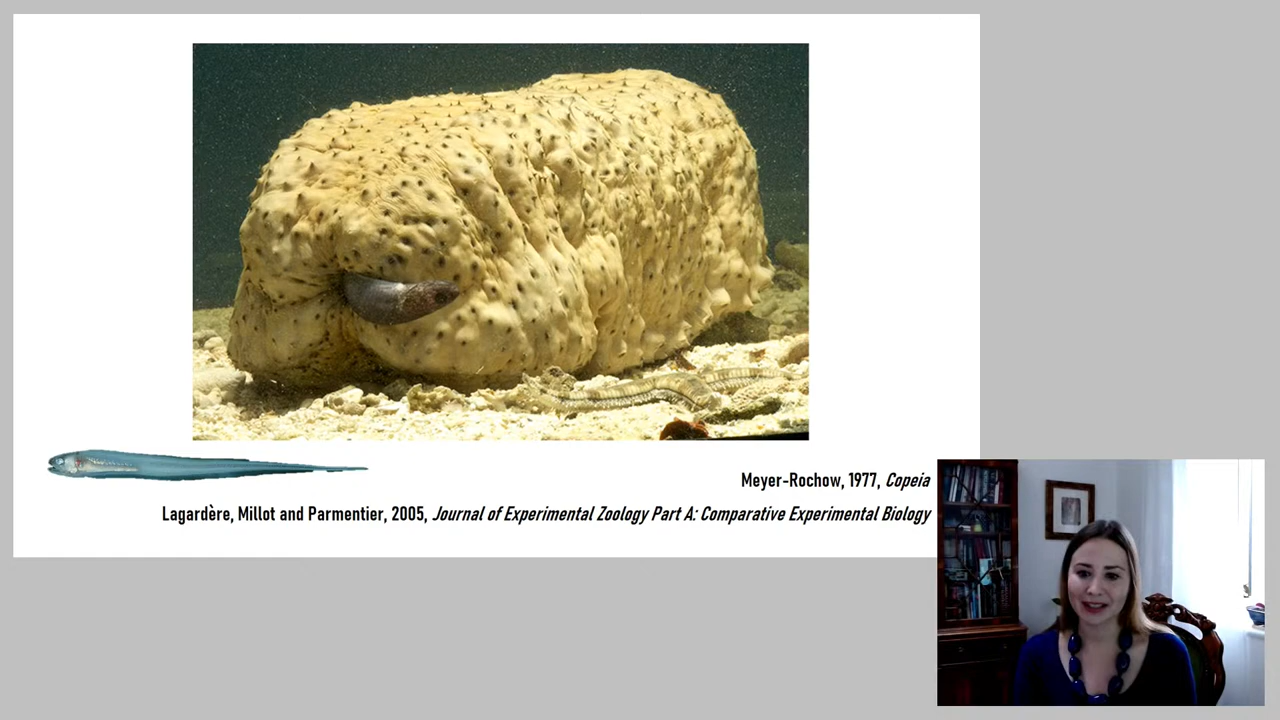 Meyer-Rochow, 1977, Copeia
Lagardère, Millot and Parmentier, 2005, Journal of Experimental Zoology Part A: Comparative Experimental Biology